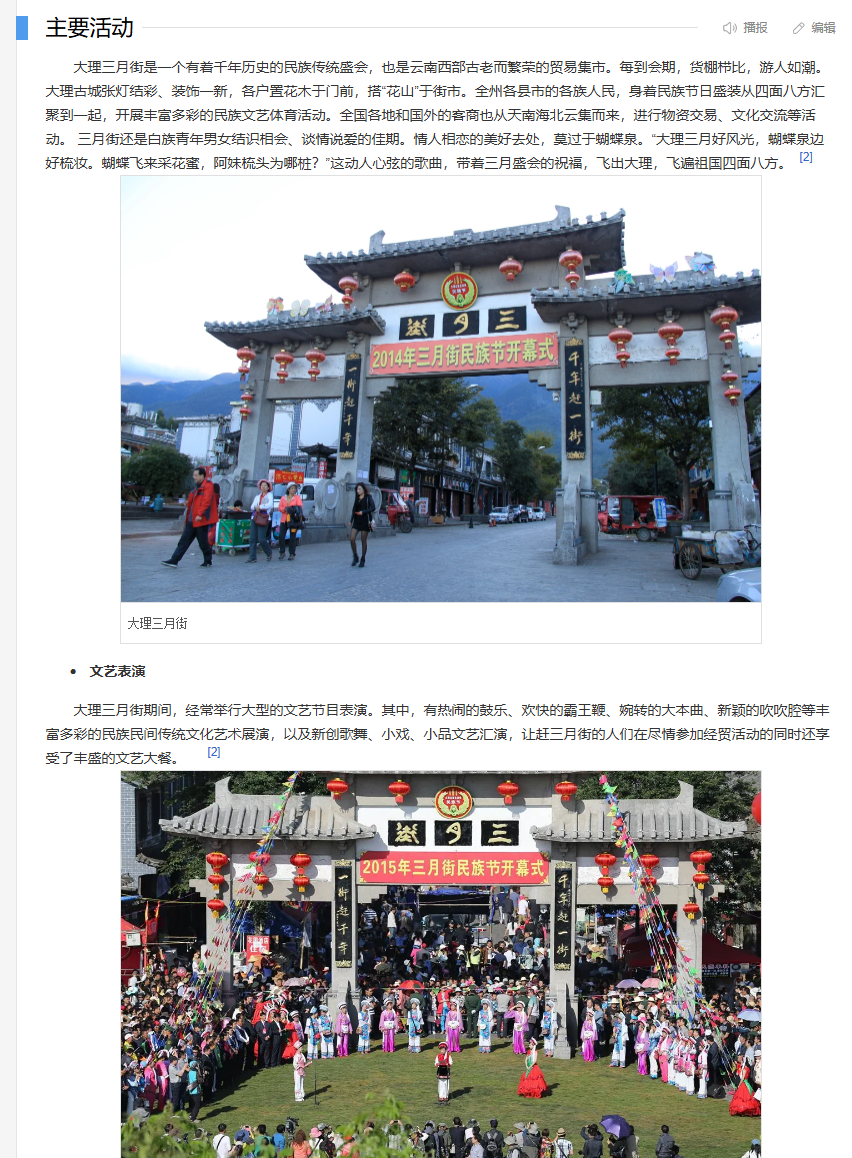 主要活动
播报
编辑
大理三月街是一个有着千年历史的民族传统盛会，也是云南西部古老而繁荣的贸易集市。每到会期，货棚栉比，游人如潮。
大理古城张灯结彩、装饰一新，各户置花木于门前，搭“花山”于街市。全州各县市的各族人民，身着民族节日盛装从四面八方汇
聚到一起，开展丰富多彩的民族文艺体育活动。全国各地和国外的客商也从天南海北云集而来，进行物资交易、文化交流等活
动。 三月街还是白族青年男女结识相会、谈情说爱的佳期。情人相恋的美好去处，莫过于蝴蝶泉。“大理三月好风光，蝴蝶泉边
好梳妆。蝴蝶飞来采花蜜，阿妹梳头为哪桩？”这动人心弦的歌曲，带着三月盛会的祝福，飞出大理，飞遍祖国四面八方。 [2]
街月三
2014年三月街民族节开幕式
一街赶千年
千年赶一街
大理三月街
• 文艺表演
大理三月街期间，经常举行大型的文艺节目表演。其中，有热闹的鼓乐、欢快的霸王鞭、婉转的大本曲、新颖的吹吹腔等丰
富多彩的民族民间传统文化艺术展演，以及新创歌舞、小戏、小品文艺汇演，让赶三月街的人们在尽情参加经贸活动的同时还享
受了丰盛的文艺大餐。 [2]
街月三
2015年三月街民族节开幕式
一街赶千年
千年赶一街